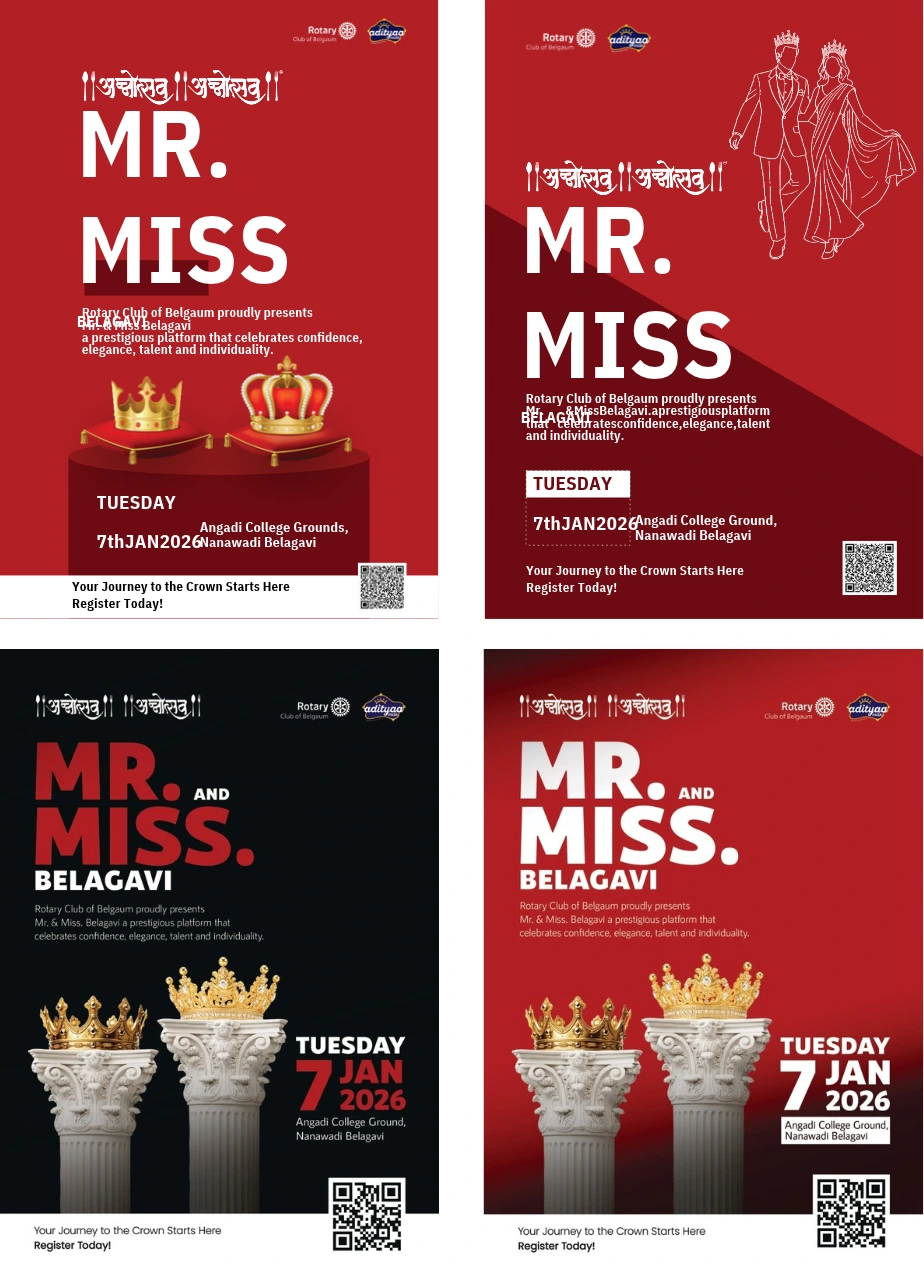 Rotary
Club of Belgaum
adityaa
अन्नोत्सव अन्नोत्सव
MR.
MISS
BELAGAVI
Rotary Club of Belgaum proudly presents
Mr. & Miss Belagavi
a prestigious platform that celebrates confidence,
elegance, talent and individuality.
TUESDAY
7thJAN2026
Angadi College Grounds,
Nanawadi Belagavi
Your Journey to the Crown Starts Here
Register Today!
Rotary
Club of Belgaum
adityaa
अन्नोत्सव अन्नोत्सव
MR.
MISS
BELAGAVI
Rotary Club of Belgaum proudly presents
Mr. &MissBelagavi.aprestigiousplatform
that celebratesconfidence,elegance,talent
and individuality.
TUESDAY
7thJAN2026
Angadi College Ground,
Nanawadi Belagavi
Your Journey to the Crown Starts Here
Register Today!
अन्नोत्सव अन्नोत्सव
Rotary
Club of Belgaum
adityaa
MR. AND
MISS.
BELAGAVI
Rotary Club of Belgaum proudly presents
Mr. & Miss. Belagavi a prestigious platform that
celebrates confidence, elegance, talent and individuality.
TUESDAY
7 JAN
2026
Angadi College Ground,
Nanawadi Belagavi
Your Journey to the Crown Starts Here
Register Today!
अन्नोत्सव अन्नोत्सव
Rotary
Club of Belgaum
adityaa
MR. AND
MISS.
BELAGAVI
Rotary Club of Belgaum proudly presents
Mr. & Miss. Belagavi a prestigious platform that
celebrates confidence, elegance, talent and individuality.
TUESDAY
7 JAN
2026
Angadi College Ground,
Nanawadi Belagavi
Your Journey to the Crown Starts Here
Register Today!